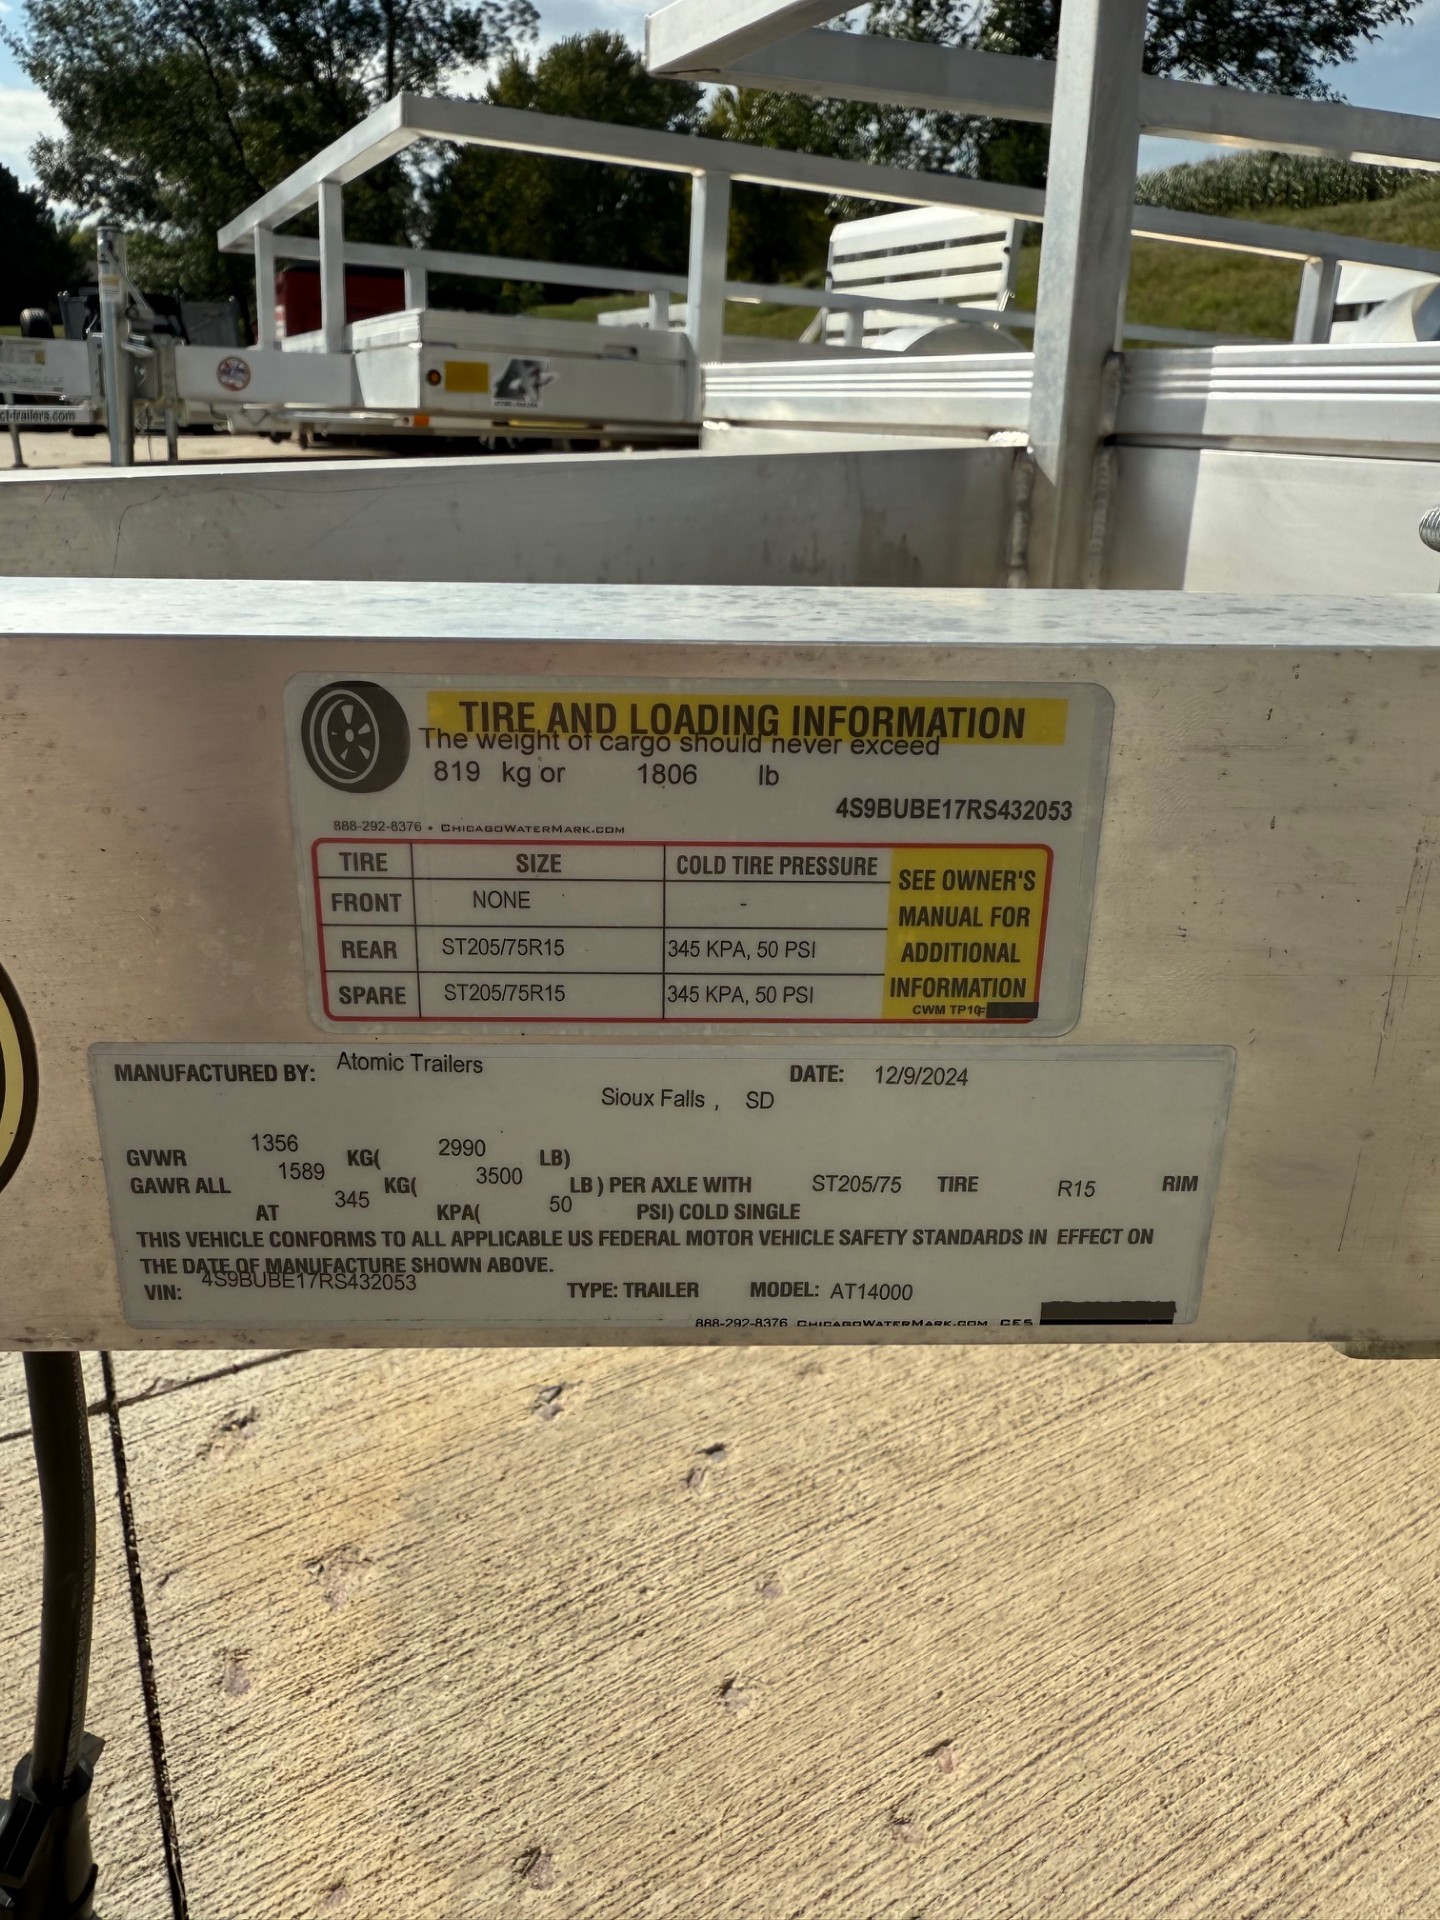 ct-trailers.com
TIRE AND LOADING INFORMATION
The weight of cargo should never exceed
819 kg or 1806 lb
4S9BUBE17RS432053
888-292-8376 • CHICAGOWATERMARK.COM
TIRE SIZE COLD TIRE PRESSURE
FRONT NONE -
REAR ST205/75R15 345 KPA, 50 PSI
SPARE ST205/75R15 345 KPA, 50 PSI
SEE OWNER'S
MANUAL FOR
ADDITIONAL
INFORMATION
CWM TP10
MANUFACTURED BY: Atomic Trailers DATE: 12/9/2024
Sioux Falls , SD
GVWR 1356 KG( 2990 LB)
GAWR ALL 1589 KG( 3500 LB ) PER AXLE WITH ST205/75 TIRE R15 RIM
AT 345 KPA( 50 PSI) COLD SINGLE
THIS VEHICLE CONFORMS TO ALL APPLICABLE US FEDERAL MOTOR VEHICLE SAFETY STANDARDS IN EFFECT ON
THE DATE OF MANUFACTURE SHOWN ABOVE.
VIN: 4S9BUBE17RS432053 TYPE: TRAILER MODEL: AT14000
888-292-8376 CHICAGOWATERMARK.COM CFS